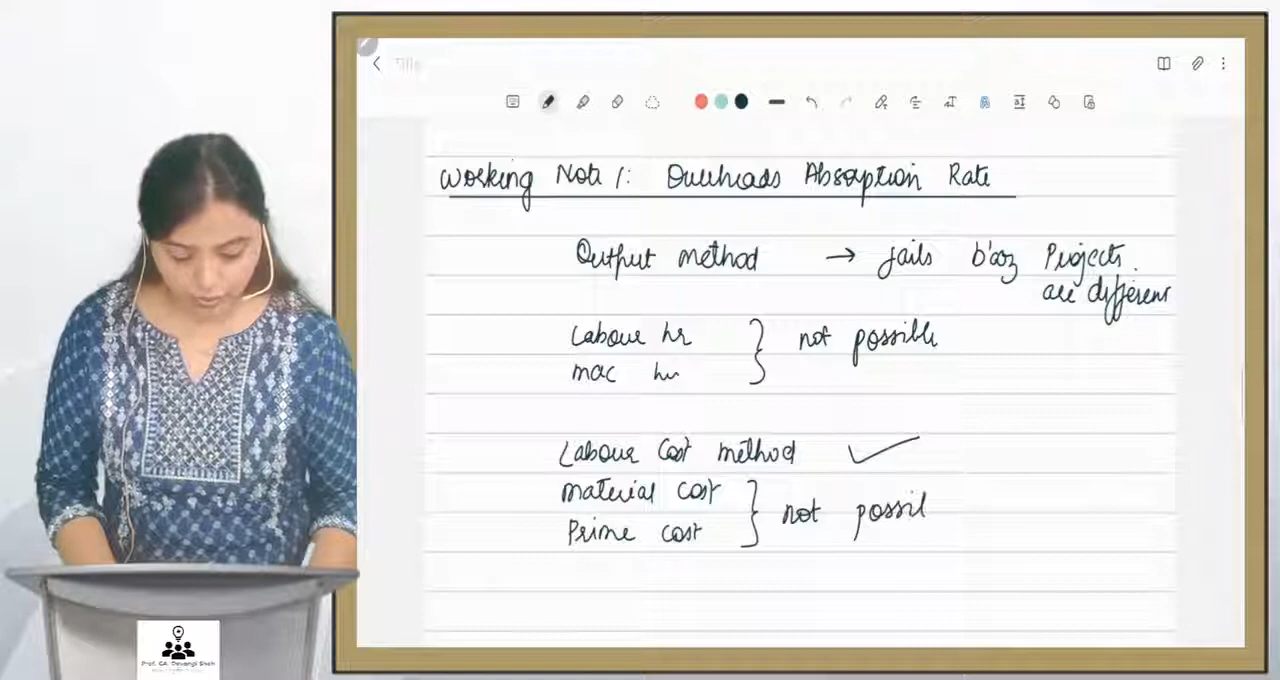 Title
Working Note 1: Overheads Absorption Rate
Output method → fails b'coz Projects
are different
Labour hr } not possible
mac hr
Labour Cost method ✓
Material Cost } not possil
Prime cost
Prof. CA. Devangi Shah